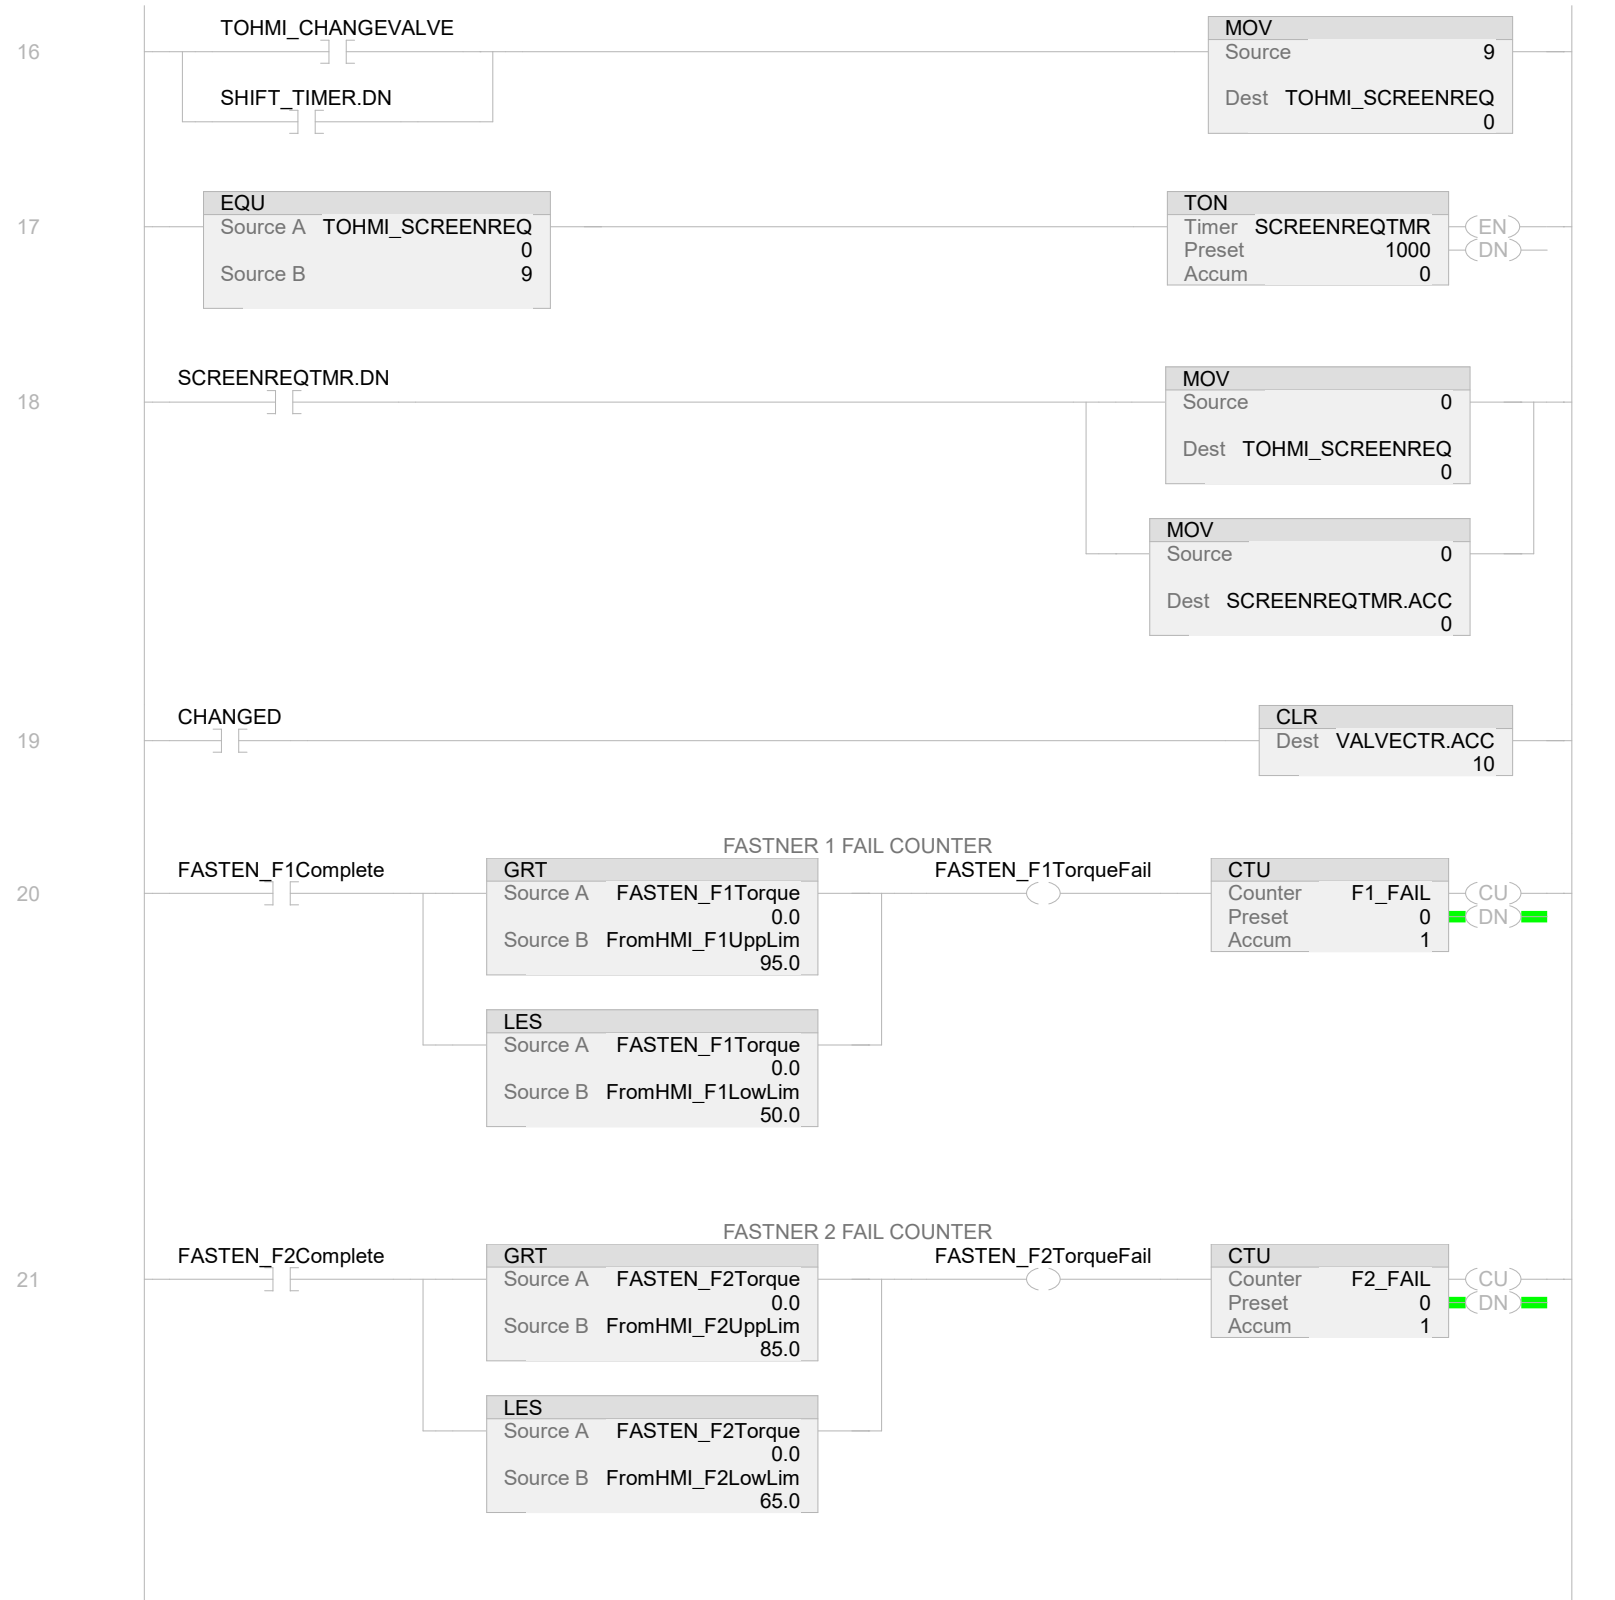 16
TOHMI_CHANGEVALVE
SHIFT_TIMER.DN
MOV
Source 9
Dest TOHMI_SCREENREQ
0
17
EQU
Source A TOHMI_SCREENREQ
0
Source B 9
TON
Timer SCREENREQTMR
Preset 1000
Accum 0
EN
DN
18
SCREENREQTMR.DN
MOV
Source 0
Dest TOHMI_SCREENREQ
0
MOV
Source 0
Dest SCREENREQTMR.ACC
0
19
CHANGED
CLR
Dest VALVECTR.ACC
10
FASTNER 1 FAIL COUNTER
20
FASTEN_F1Complete
GRT
Source A FASTEN_F1Torque
0.0
Source B FromHMI_F1UppLim
95.0
LES
Source A FASTEN_F1Torque
0.0
Source B FromHMI_F1LowLim
50.0
FASTEN_F1TorqueFail
CTU
Counter F1_FAIL
Preset 0
Accum 1
CU
DN
FASTNER 2 FAIL COUNTER
21
FASTEN_F2Complete
GRT
Source A FASTEN_F2Torque
0.0
Source B FromHMI_F2UppLim
85.0
LES
Source A FASTEN_F2Torque
0.0
Source B FromHMI_F2LowLim
65.0
FASTEN_F2TorqueFail
CTU
Counter F2_FAIL
Preset 0
Accum 1
CU
DN